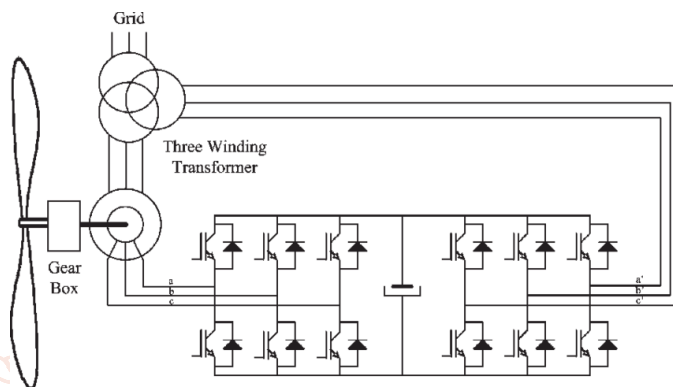 Grid
Three Winding
Transformer
Gear
Box
a
b
c
a'
b'
c'